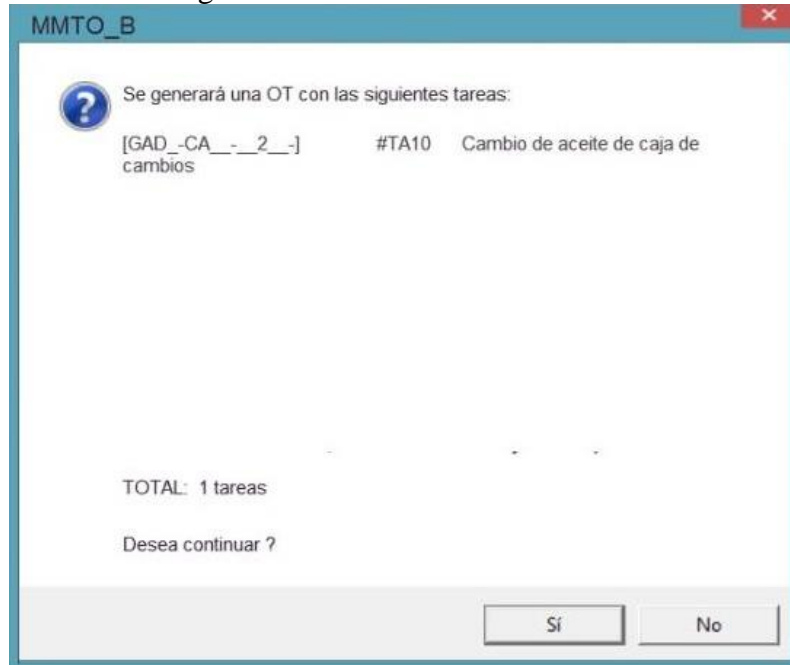 MMTO_B
Se generará una OT con las siguientes tareas:
[GAD_-CA__-__2__-] #TA10 Cambio de aceite de caja de
cambios
TOTAL: 1 tareas
Desea continuar ?
Sí No